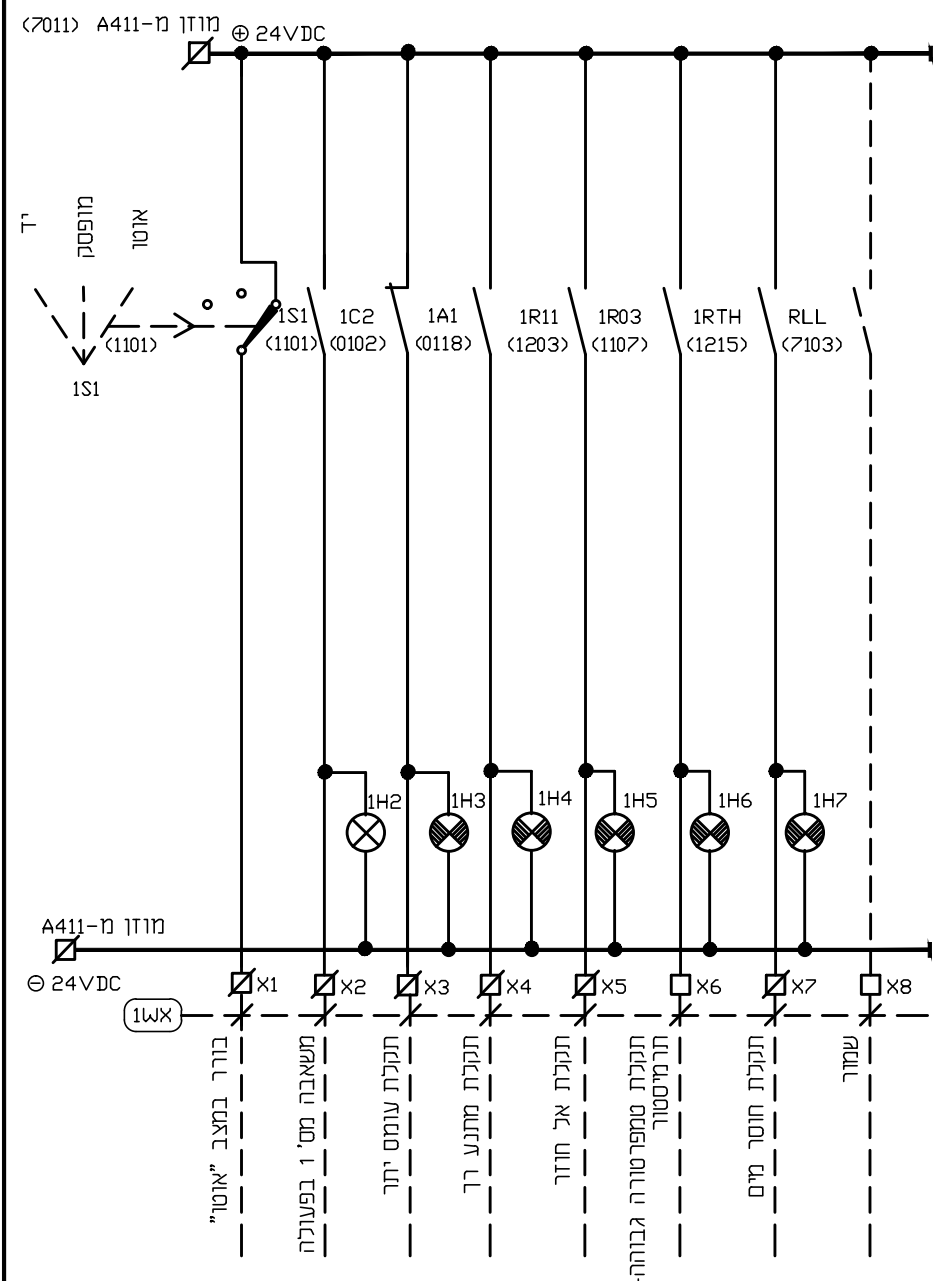 (7011) מוזן מ-A411
⊕ 24VDC
יד
מופסק
אוטו
(1101)
1S1
1S1
(1101)
1C2
(0102)
1A1
(0118)
1R11
(1203)
1R03
(1107)
1RTH
(1215)
RLL
(7103)
1H2
1H3
1H4
1H5
1H6
1H7
מוזן מ-A411
⊖ 24VDC
X1
X2
X3
X4
X5
X6
X7
X8
1WX
בורר במצב "אוטו"
משאבה מס' 1 בפעולה
תקלת עומס יתר
תקלת מתנע רך
תקלת אל חוזר
תקלת טמפרטורה גבוהה-
תרמיסטור
תקלת חוסר מים
שמור